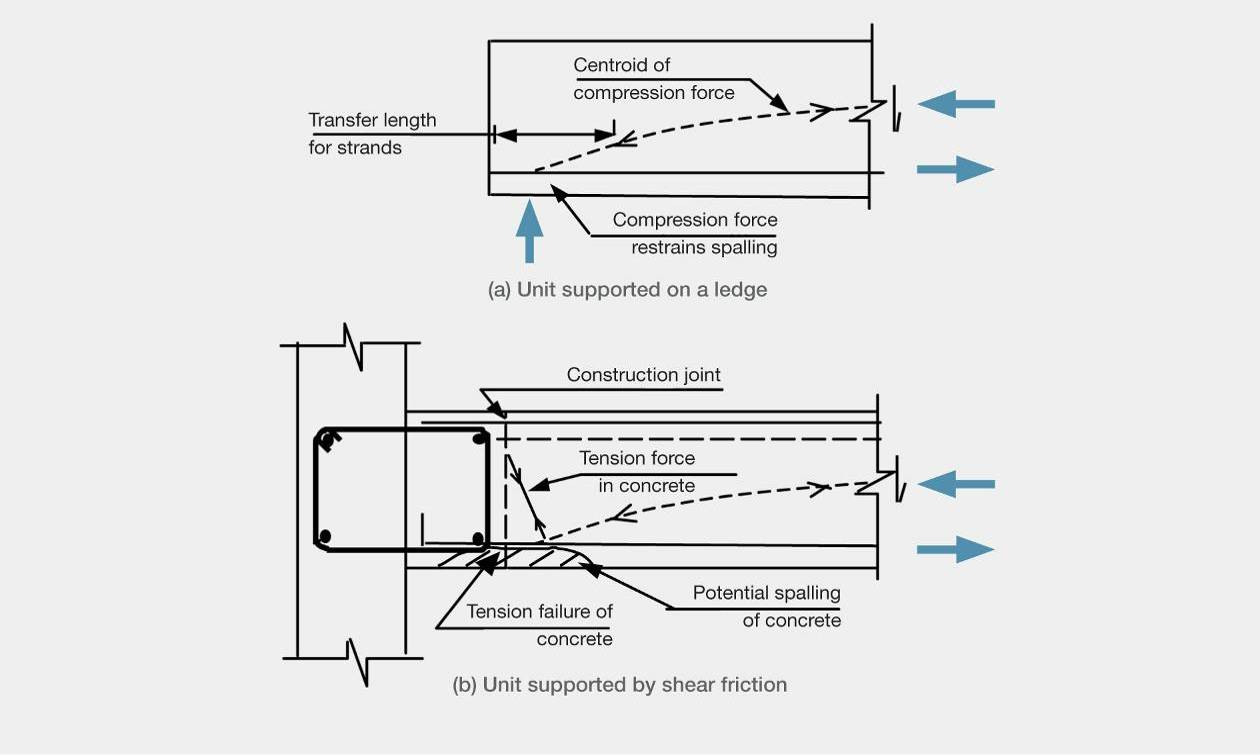 Centroid of
compression force
Transfer length
for strands
Compression force
restrains spalling
(a) Unit supported on a ledge
Construction joint
Tension force
in concrete
Potential spalling
of concrete
Tension failure of
concrete
(b) Unit supported by shear friction